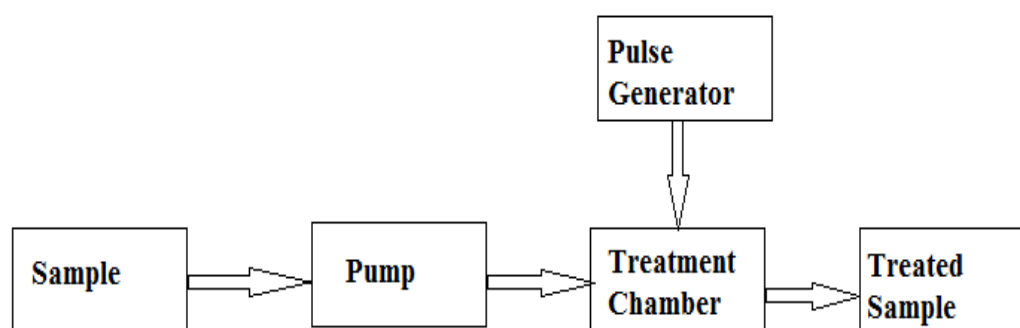 Pulse
Generator
Sample
Pump
Treatment
Chamber
Treated
Sample